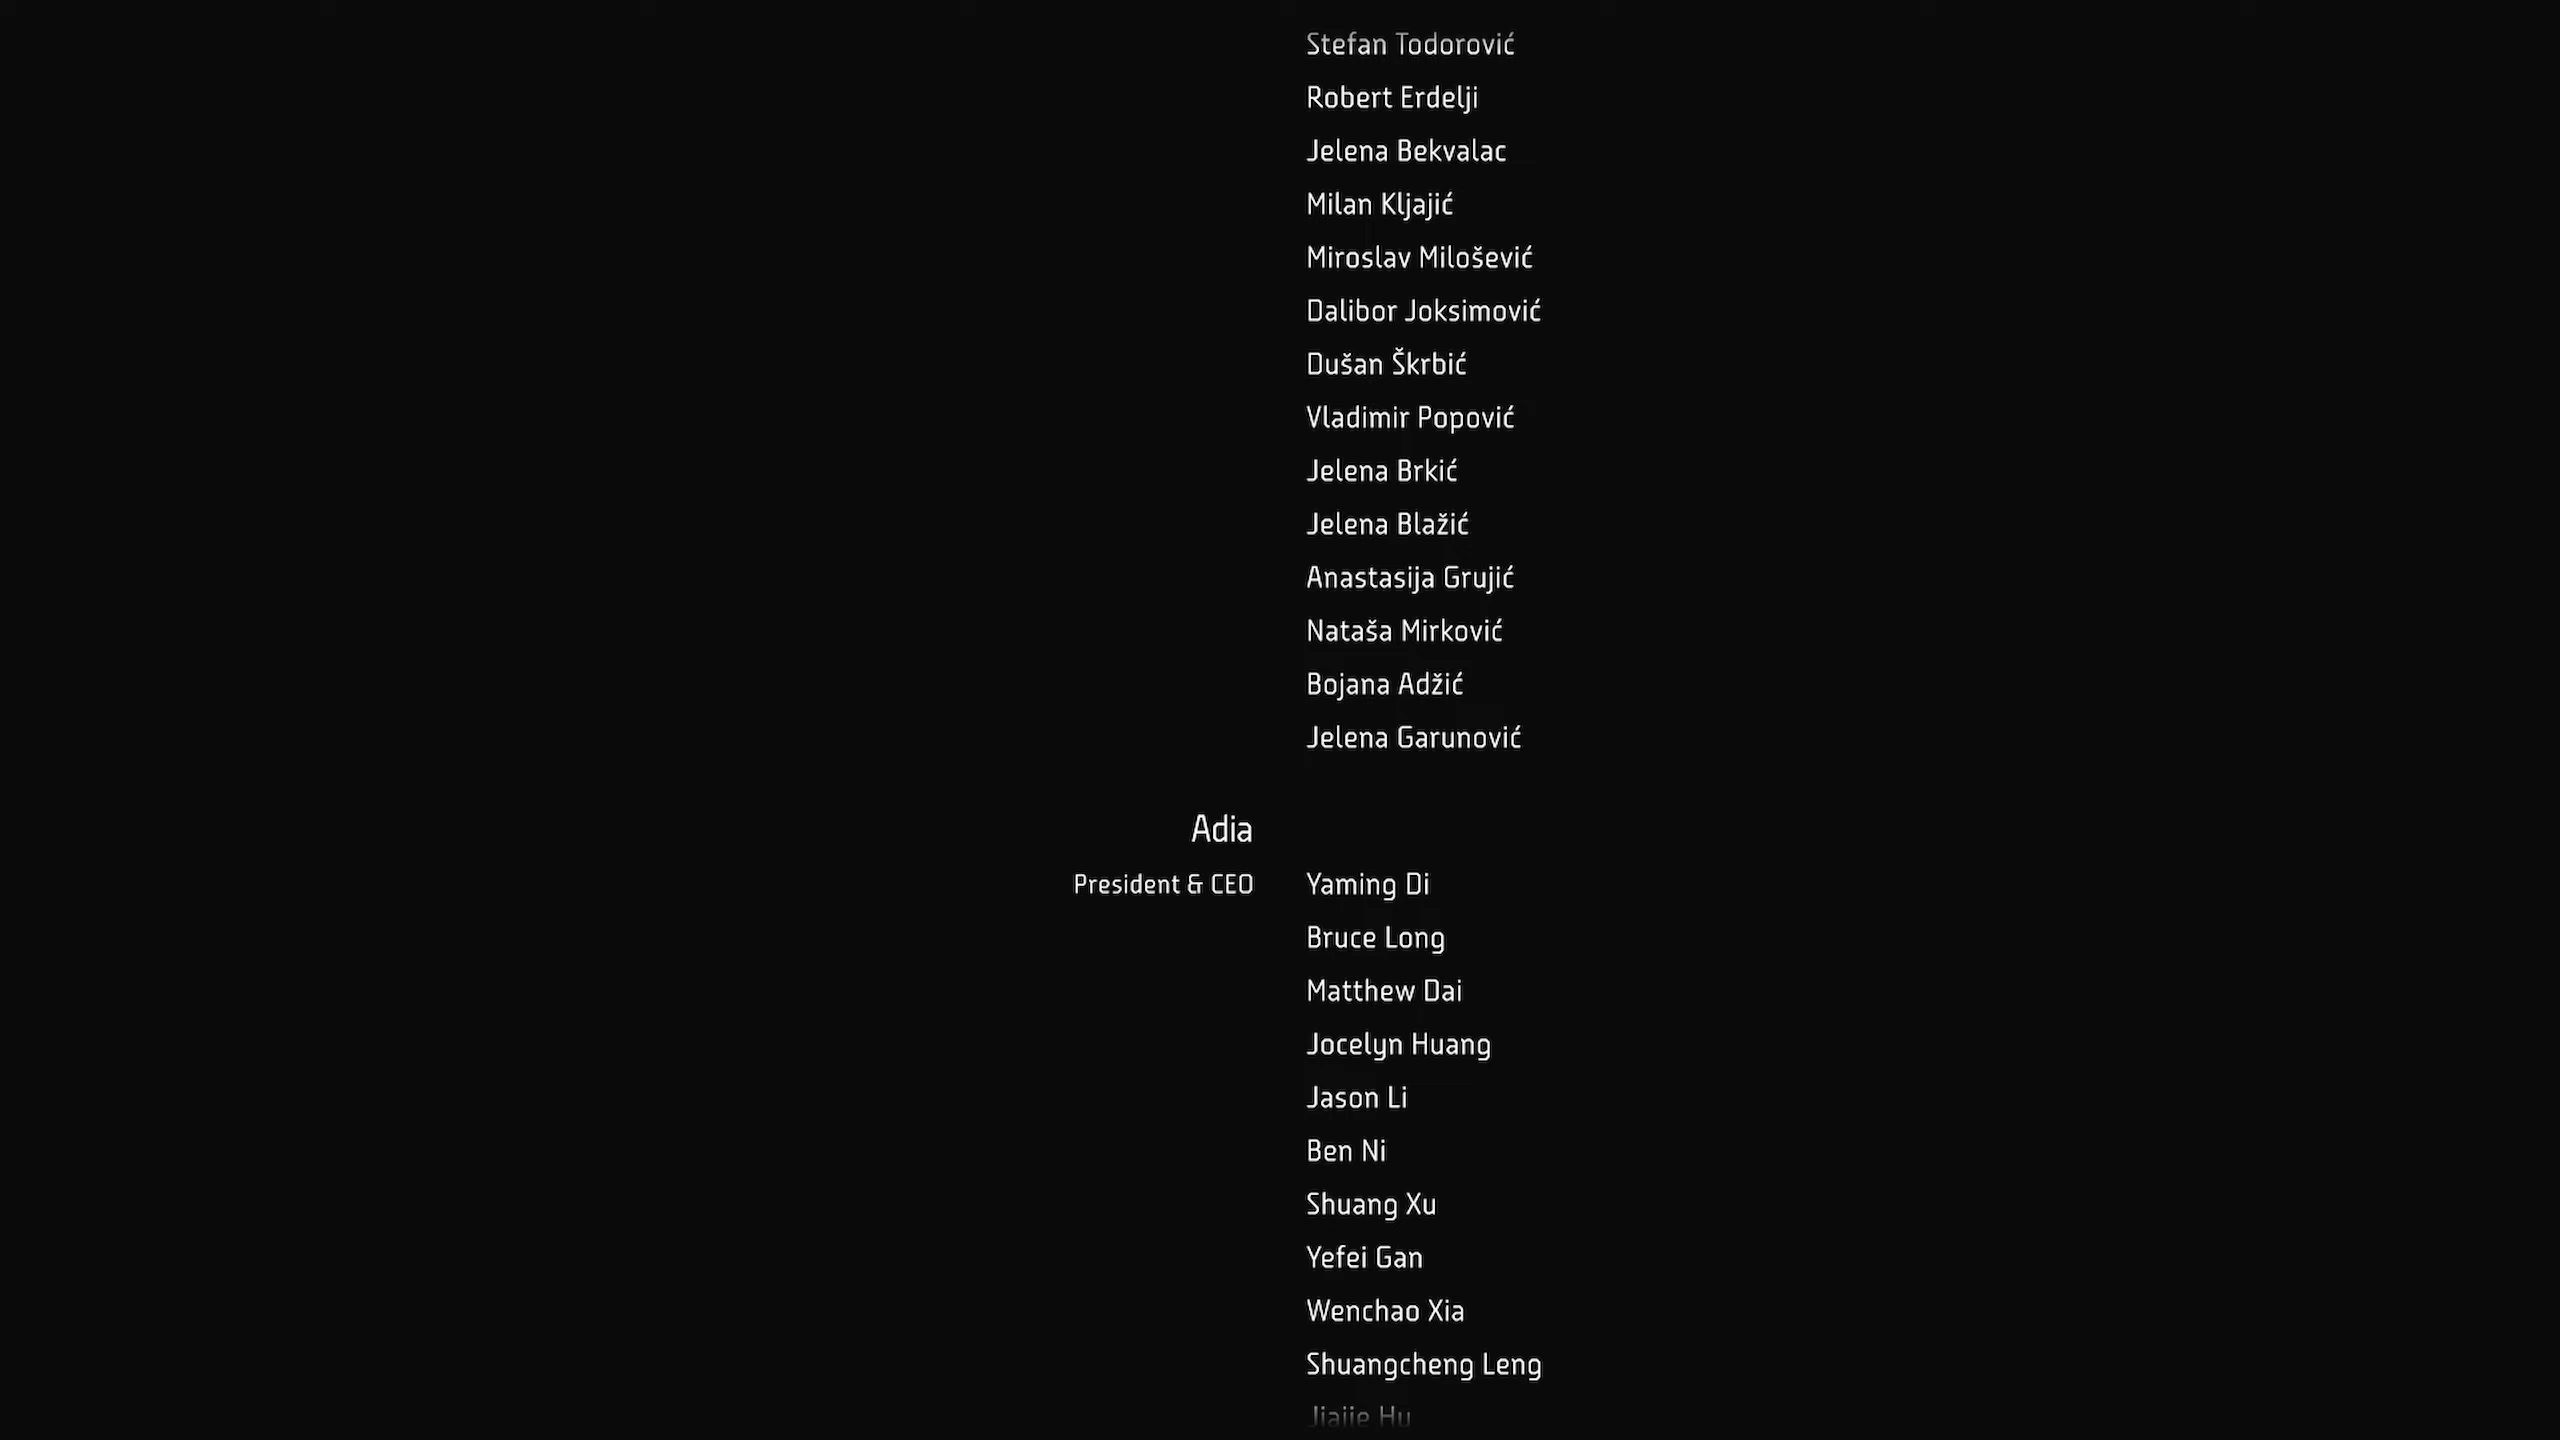 Stefan Todorović
Robert Erdelji
Jelena Bekvalac
Milan Kljajić
Miroslav Milošević
Dalibor Joksimović
Dušan Škrbić
Vladimir Popović
Jelena Brkić
Jelena Blažić
Anastasija Grujić
Nataša Mirković
Bojana Adžić
Jelena Garunović
Adia
President & CEO Yaming Di
Bruce Long
Matthew Dai
Jocelyn Huang
Jason Li
Ben Ni
Shuang Xu
Yefei Gan
Wenchao Xia
Shuangcheng Leng
Jiajie Hu